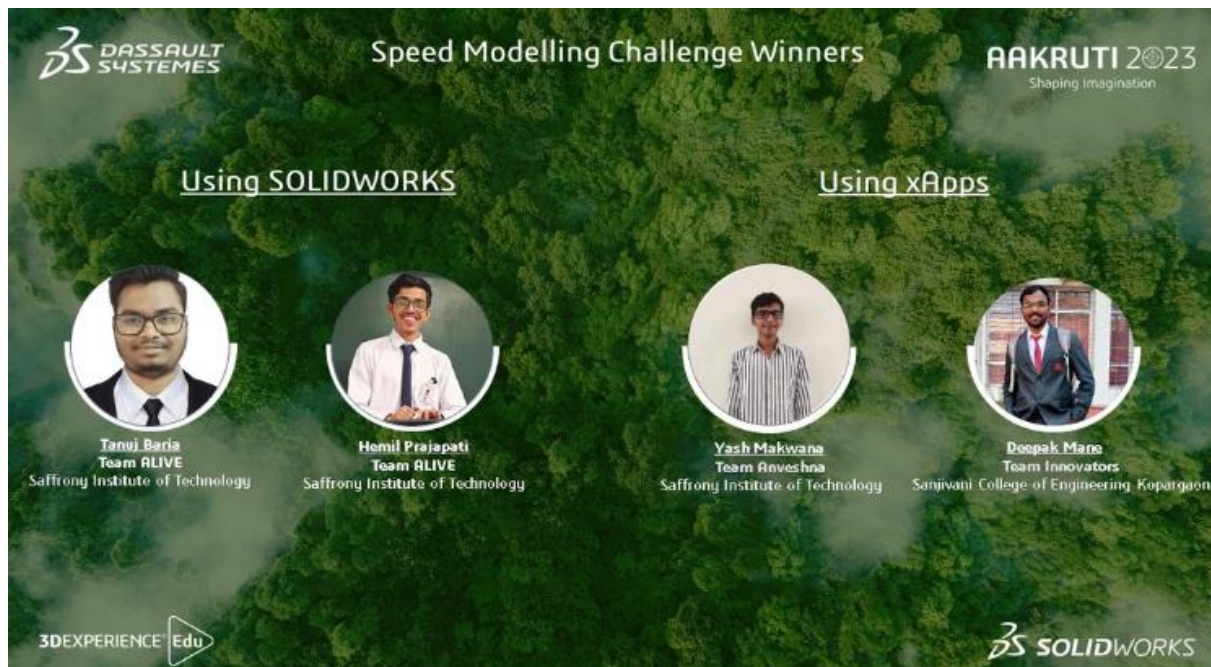 DASSAULT
SYSTEMES
Speed Modelling Challenge Winners
AAKRUTI 2023
Shaping Imagination
Using SOLIDWORKS
Using xApps
Tanuj Baria
Team ALIVE
Saffrony Institute of Technology
Hemil Prajapati
Team ALIVE
Saffrony Institute of Technology
Yash Makwana
Team Anveshna
Saffrony Institute of Technology
Deepak Mane
Team Innovators
Sanjivani College of Engineering Kopargaon
3DEXPERIENCE® Edu
SOLIDWORKS